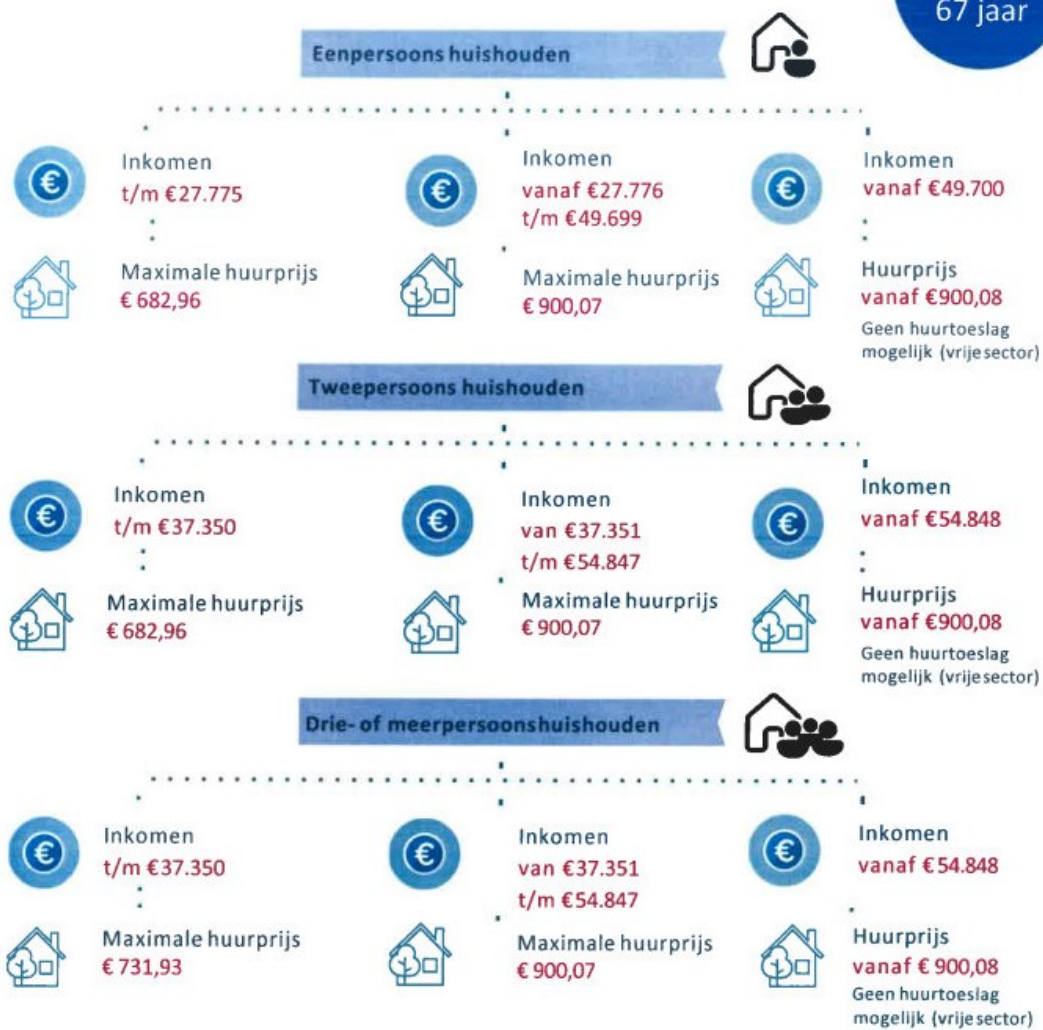 67 jaar
Eenpersoons huishouden
Inkomen
t/m €27.775
Maximale huurprijs
€ 682,96
Inkomen
vanaf €27.776
t/m €49.699
Maximale huurprijs
€ 900,07
Inkomen
vanaf €49.700
Huurprijs
vanaf €900,08
Geen huurtoeslag
mogelijk (vrije sector)
Tweepersoons huishouden
Inkomen
t/m €37.350
Maximale huurprijs
€ 682,96
Inkomen
van €37.351
t/m €54.847
Maximale huurprijs
€ 900,07
Inkomen
vanaf €54.848
Huurprijs
vanaf €900,08
Geen huurtoeslag
mogelijk (vrije sector)
Drie- of meerpersoonshuishouden
Inkomen
t/m €37.350
Maximale huurprijs
€ 731,93
Inkomen
van €37.351
t/m €54.847
Maximale huurprijs
€ 900,07
Inkomen
vanaf €54.848
Huurprijs
vanaf € 900,08
Geen huurtoeslag
mogelijk (vrije sector)